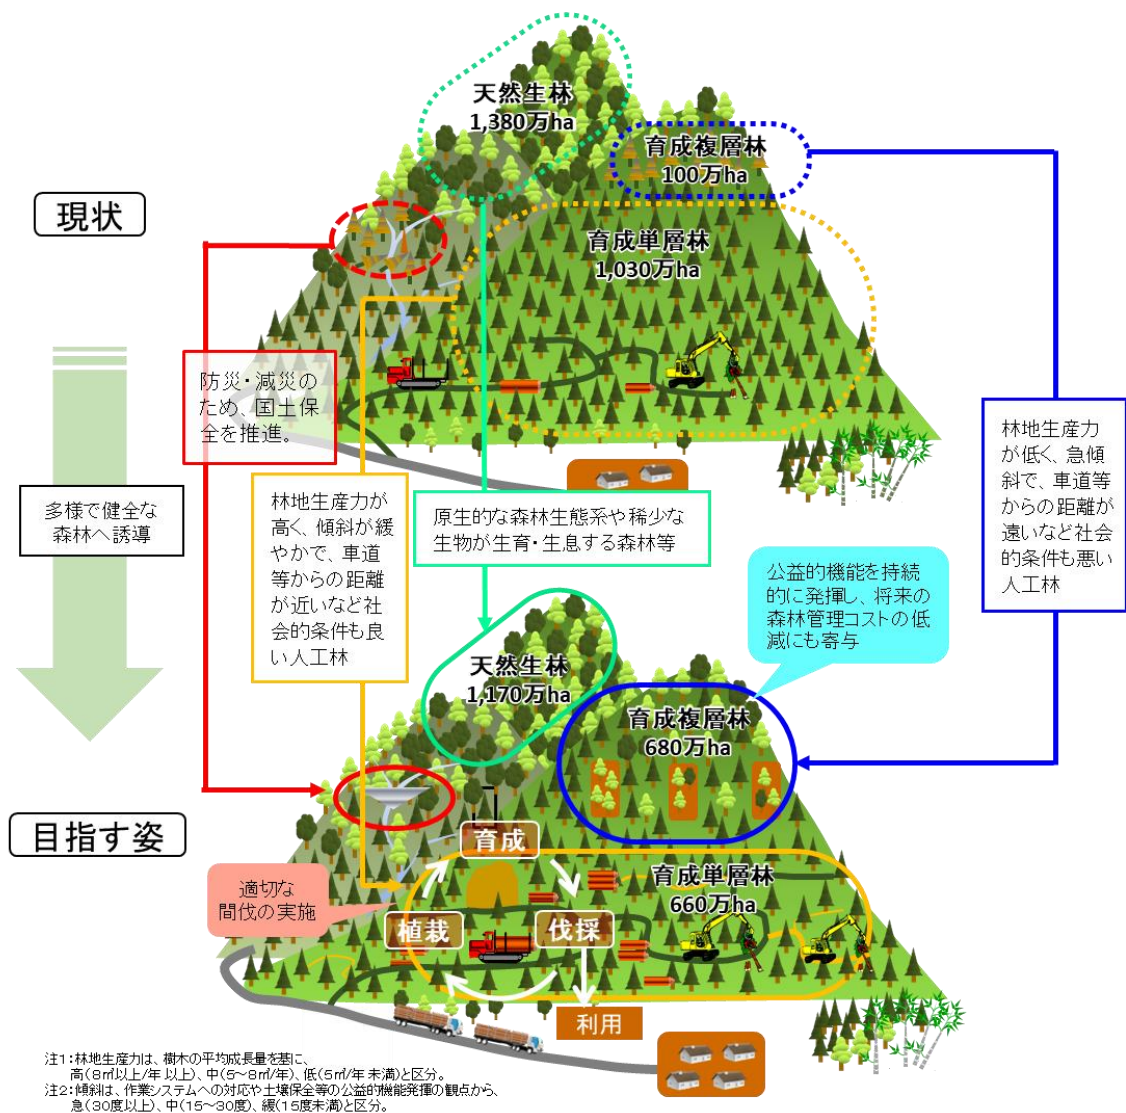 天然生林
1,380万ha
育成複層林
100万ha
現状
育成単層林
1,030万ha
防災・減災の
ため、国土保
全を推進。
林地生産力
が低く、急傾
斜で、車道等
からの距離が
遠いなど社会
的条件も悪い
人工林
多様で健全な
森林へ誘導
林地生産力が
高く、傾斜が緩
やかで、車道
等からの距離
が近いなど社
会的条件も良
い人工林
原生的な森林生態系や稀少な
生物が生育・生息する森林等
公益的機能を持続
的に発揮し、将来の
森林管理コストの低
減にも寄与
天然生林
1,170万ha
育成複層林
680万ha
目指す姿
育成
適切な
間伐の実施
育成単層林
660万ha
植栽
伐採
利用
注1:林地生産力は、樹木の平均成長量を基に、
高(8㎥以上/年 以上)、中(5~8㎥/年)、低(5㎥/年 未満)と区分。
注2:傾斜は、作業システムへの対応や土壌保全等の公益的機能発揮の観点から、
急(30度以上)、中(15~30度)、緩(15度未満)と区分。